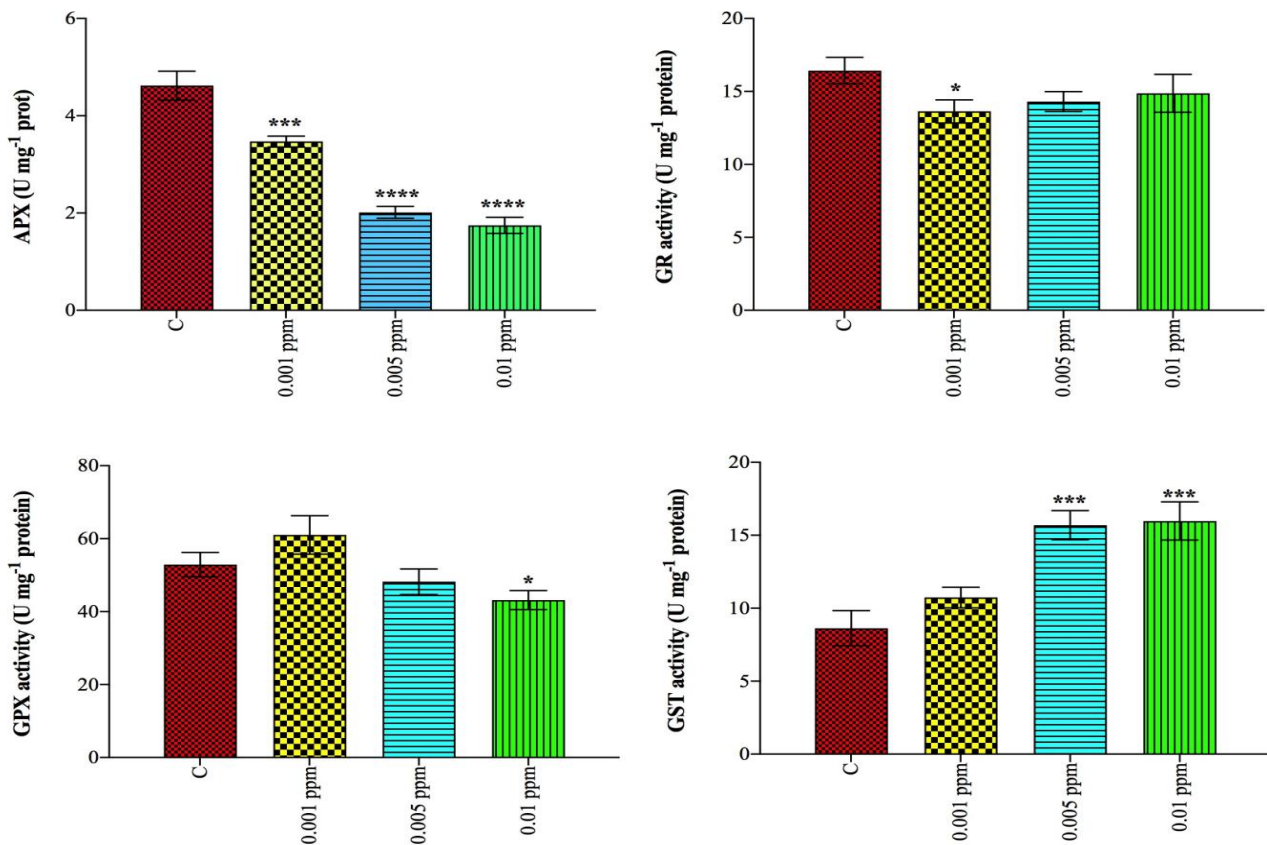 APX (U mg⁻¹ prot)
6
4
2
0
***
****
****
C
0.001 ppm
0.005 ppm
0.01 ppm
GR activity (U mg⁻¹ protein)
20
15
10
5
0
*
C
0.001 ppm
0.005 ppm
0.01 ppm
GPX activity (U mg⁻¹ protein)
80
60
40
20
0
*
C
0.001 ppm
0.005 ppm
0.01 ppm
GST activity (U mg⁻¹ protein)
20
15
10
5
0
***
***
C
0.001 ppm
0.005 ppm
0.01 ppm